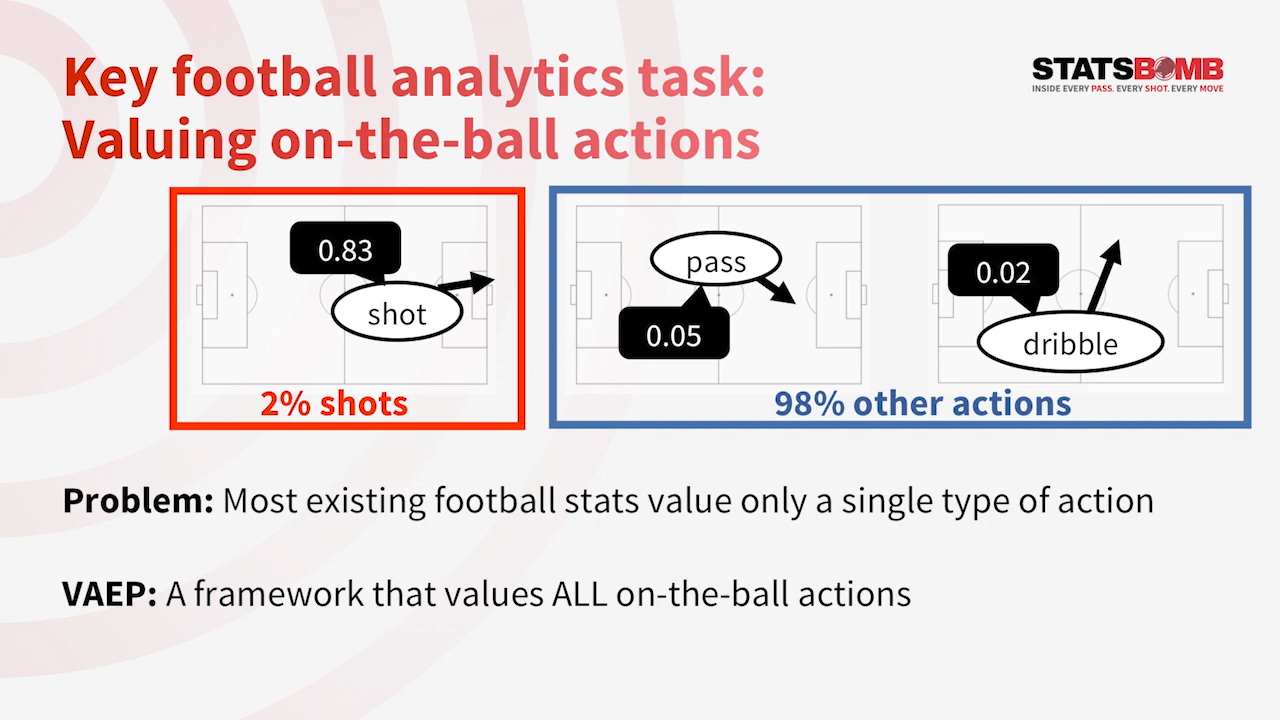 Key football analytics task:
Valuing on-the-ball actions
STATSBOMB
INSIDE EVERY PASS. EVERY SHOT. EVERY MOVE
0.83
shot
2% shots
pass
0.05
0.02
dribble
98% other actions
Problem: Most existing football stats value only a single type of action
VAEP: A framework that values ALL on-the-ball actions